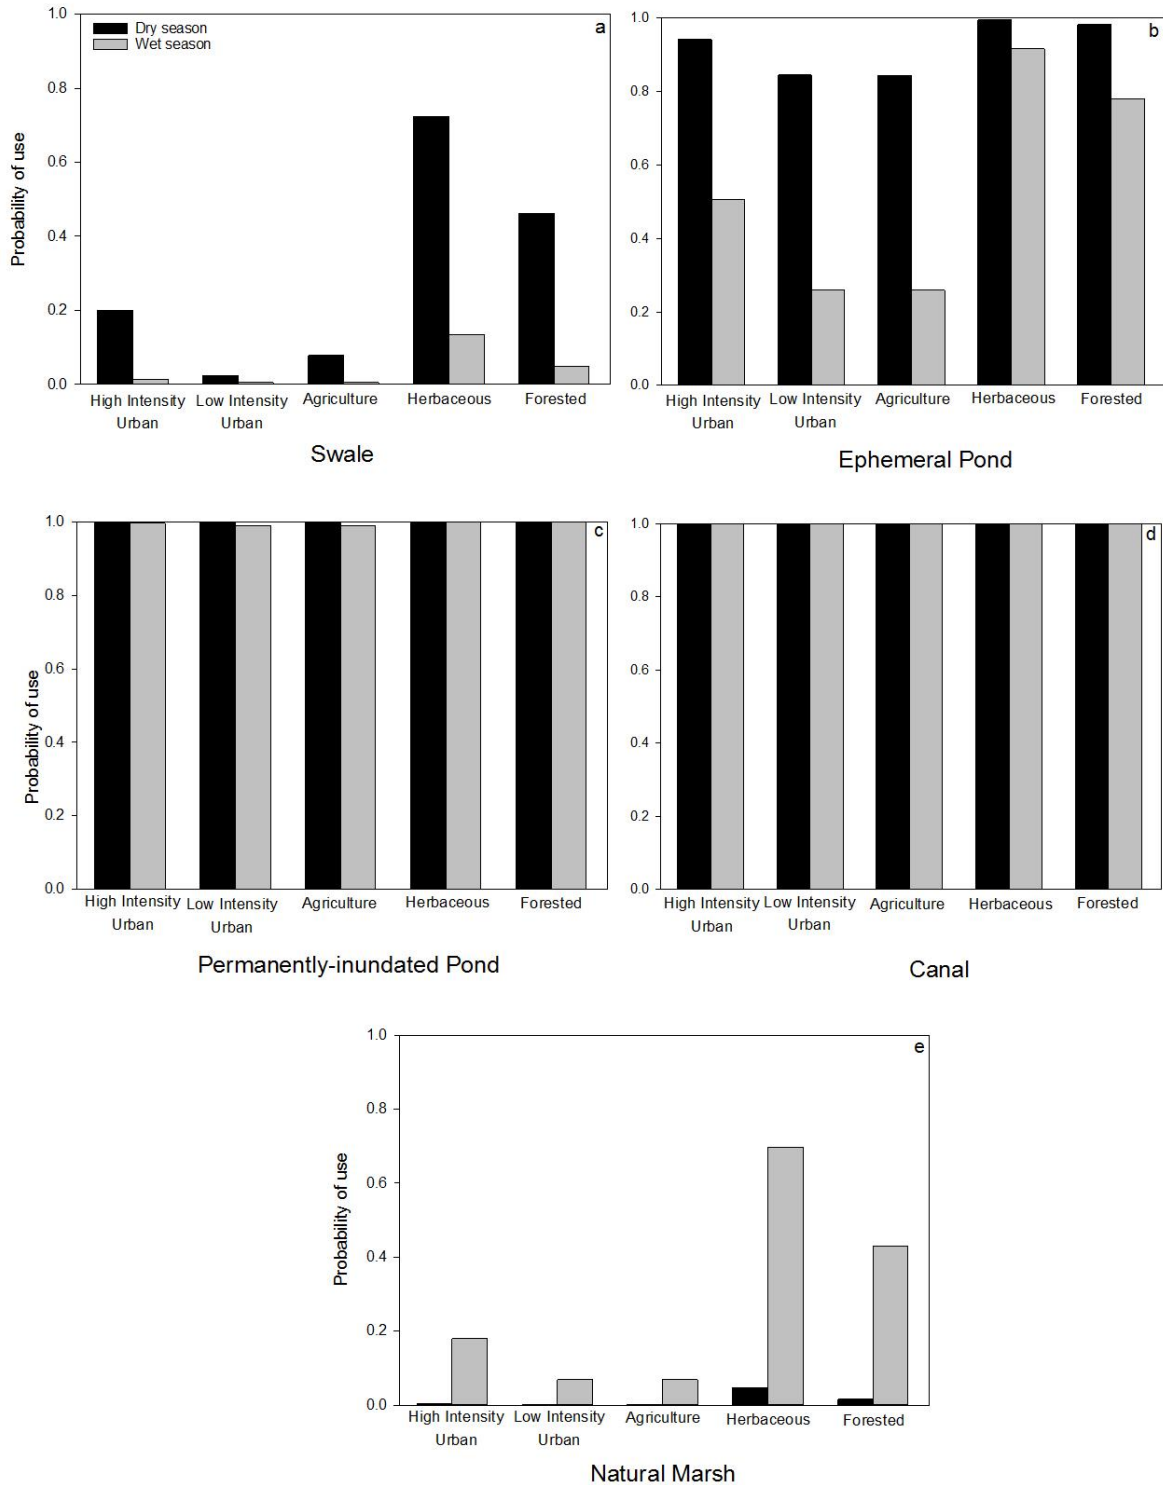 1.0
0.8
0.6
0.4
0.2
0.0
Probability of use
Dry season
Wet season
a
High Intensity
Urban
Low Intensity
Urban
Agriculture
Herbaceous
Forested
Swale
1.0
0.8
0.6
0.4
0.2
0.0
b
High Intensity
Urban
Low Intensity
Urban
Agriculture
Herbaceous
Forested
Ephemeral Pond
1.0
0.8
0.6
0.4
0.2
0.0
Probability of use
c
High Intensity
Urban
Low Intensity
Urban
Agriculture
Herbaceous
Forested
Permanently-inundated Pond
1.0
0.8
0.6
0.4
0.2
0.0
d
High Intensity
Urban
Low Intensity
Urban
Agriculture
Herbaceous
Forested
Canal
1.0
0.8
0.6
0.4
0.2
0.0
Probability of use
e
High Intensity
Urban
Low Intensity
Urban
Agriculture
Herbaceous
Forested
Natural Marsh